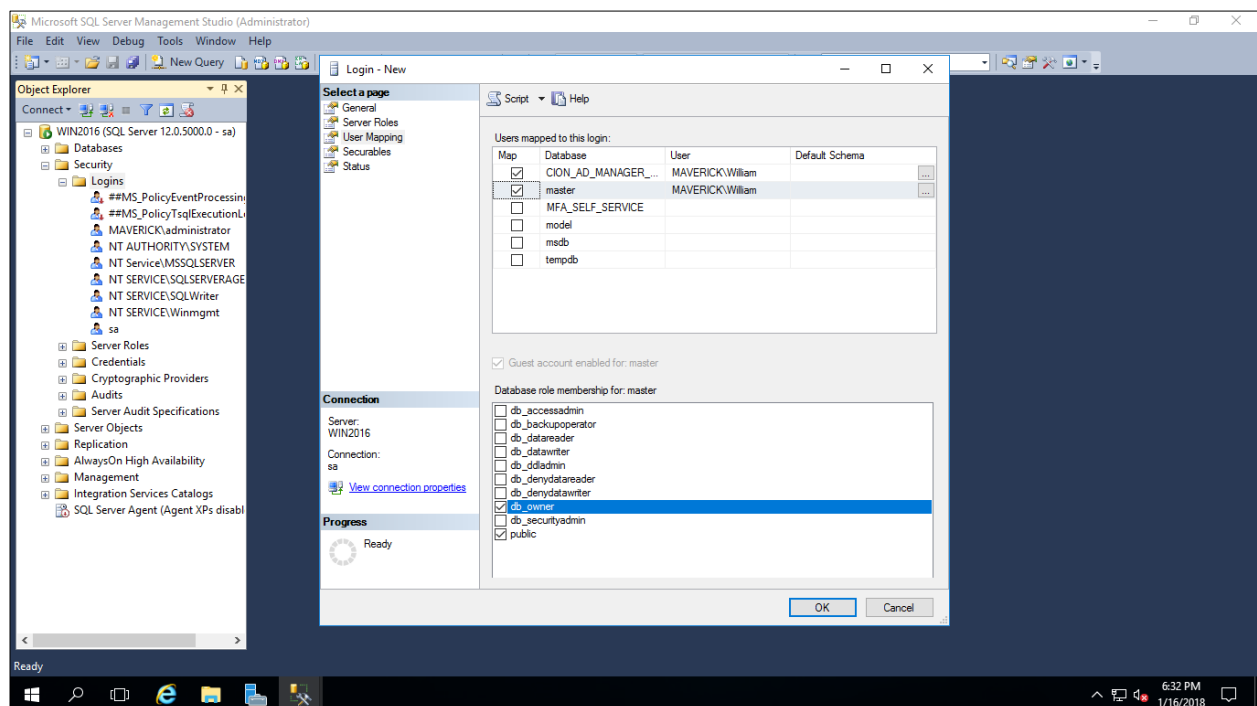 Microsoft SQL Server Management Studio (Administrator)
File Edit View Debug Tools Window Help
New Query
Object Explorer
Connect
WIN2016 (SQL Server 12.0.5000.0 - sa)
Databases
Security
Logins
##MS_PolicyEventProcessin
##MS_PolicyTsqlExecutionL
MAVERICK\administrator
NT AUTHORITY\SYSTEM
NT Service\MSSQLSERVER
NT SERVICE\SQLSERVERAGE
NT SERVICE\SQLWriter
NT SERVICE\Winmgmt
sa
Server Roles
Credentials
Cryptographic Providers
Audits
Server Audit Specifications
Server Objects
Replication
AlwaysOn High Availability
Management
Integration Services Catalogs
SQL Server Agent (Agent XPs disabl
Login - New
Select a page
General
Server Roles
User Mapping
Securables
Status
Connection
Server:
WIN2016
Connection:
sa
View connection properties
Progress
Ready
Script Help
Users mapped to this login:
Map Database User Default Schema
CION_AD_MANAGER_... MAVERICK\William ...
master MAVERICK\William ...
MFA_SELF_SERVICE
model
msdb
tempdb
Guest account enabled for: master
Database role membership for: master
db_accessadmin
db_backupoperator
db_datareader
db_datawriter
db_ddladmin
db_denydatareader
db_denydatawriter
db_owner
db_securityadmin
public
OK Cancel
Ready
6:32 PM
1/16/2018